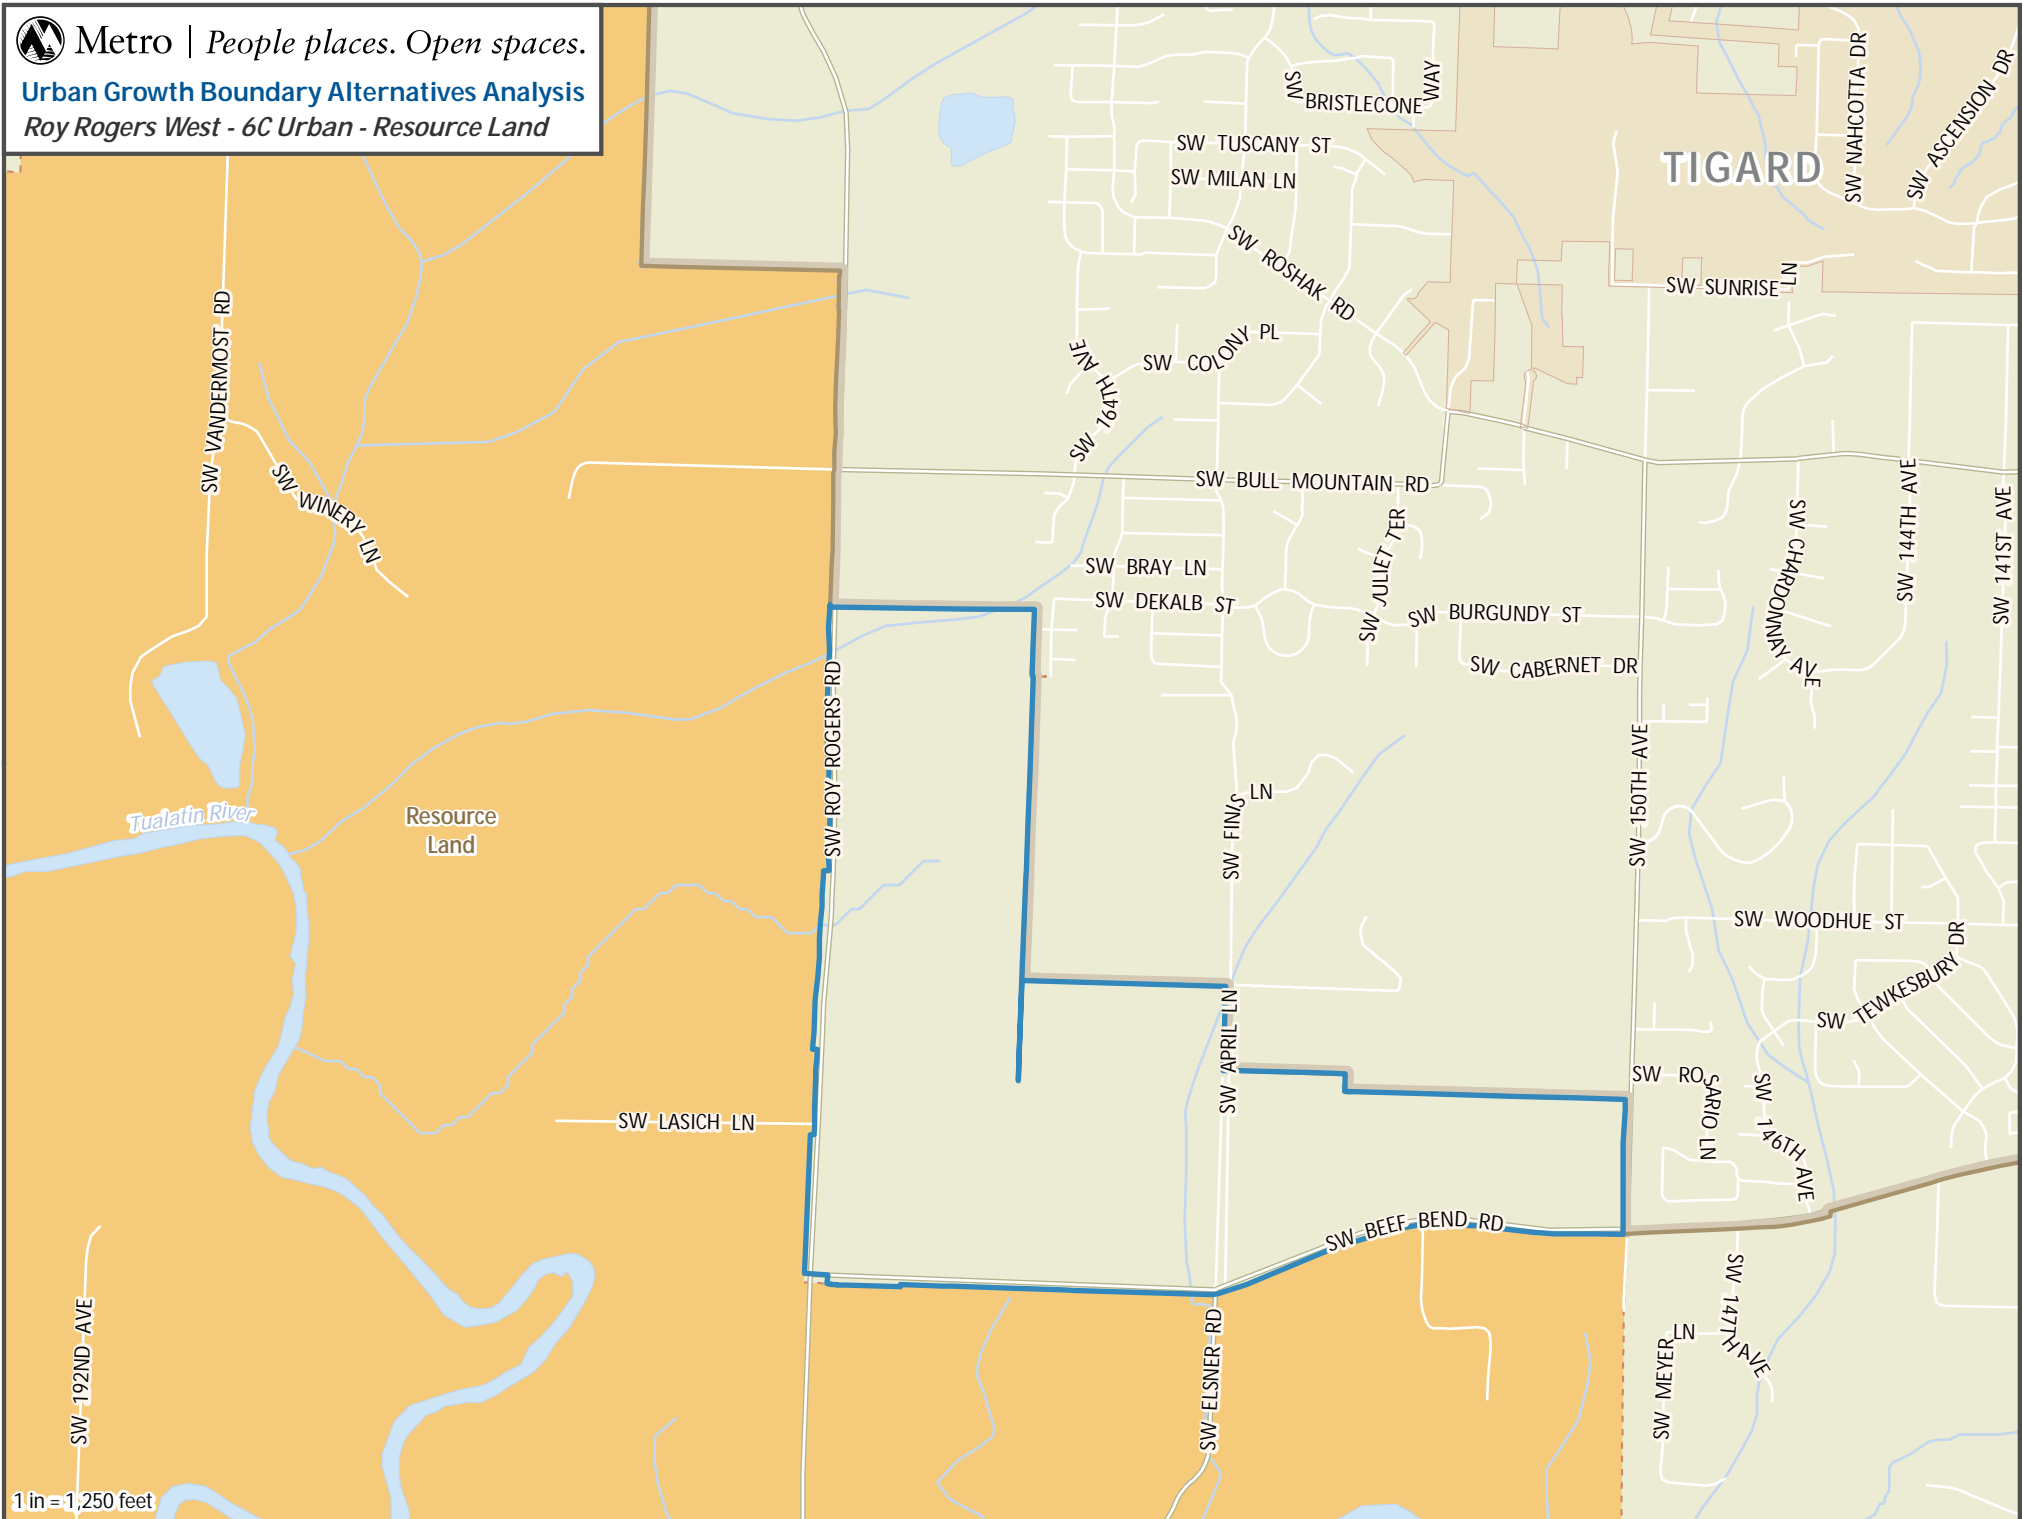 Metro | People places. Open spaces.
Urban Growth Boundary Alternatives Analysis
Roy Rogers West - 6C Urban - Resource Land
SW BRISTLECONE WAY
SW NAHCOTTA DR
SW ASCENSION DR
SW TUSCANY ST
TIGARD
SW MILAN LN
SW ROSHAK RD
SW SUNRISE LN
SW VANDERMOST RD
SW COLONY PL
SW 164TH AVE
SW WINERY LN
SW BULL MOUNTAIN RD
SW JULIET TER
SW CHARDONNAY AVE
SW 144TH AVE
SW 141ST AVE
SW BRAY LN
SW DEKALB ST
SW BURGUNDY ST
SW CABERNET DR
SW ROY ROGERS RD
SW 150TH AVE
Tualatin River
Resource
Land
SW FINIS LN
SW WOODHUE ST
SW TEWKESBURY DR
SW APRIL LN
SW ROSARIO LN
SW 146TH AVE
SW LASICH LN
SW BEEF BEND RD
SW 192ND AVE
SW ELSNER RD
SW 147TH AVE
SW MEYER LN
1 in = 1,250 feet